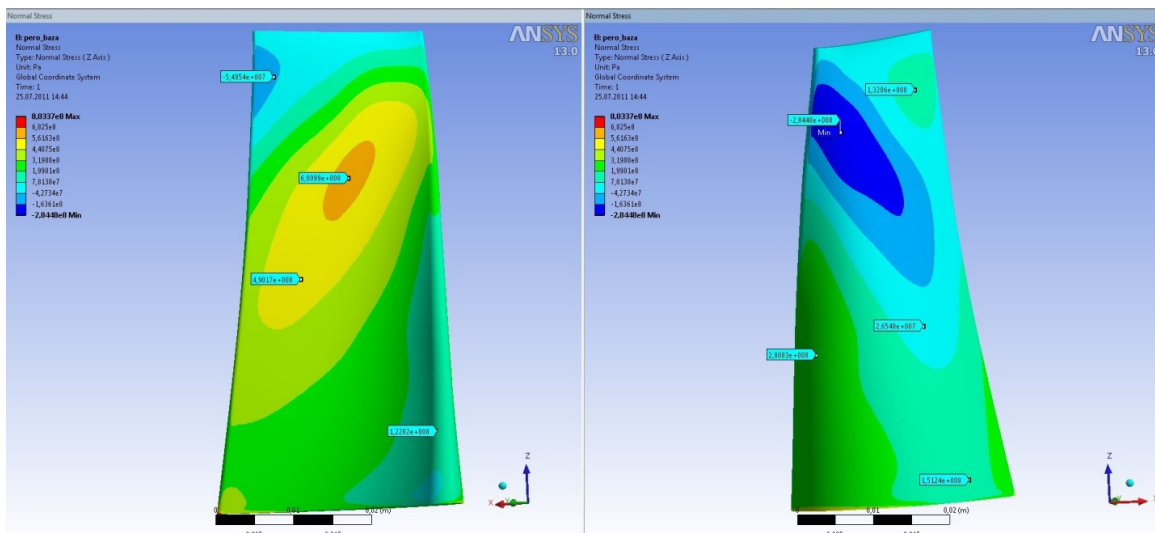 Normal Stress
ANSYS
13.0
B: pero_baza
Normal Stress
Type: Normal Stress ( Z Axis )
Unit: Pa
Global Coordinate System
Time: 1
25.07.2011 14:44
8,0337e8 Max
6,825e8
5,6163e8
4,4075e8
3,1988e8
1,9901e8
7,8138e7
-4,2734e7
-1,6361e8
-2,8448e8 Min
-5,4954e+007
6,8099e+008
4,9017e+008
1,2202e+008
Z
X
0
0,01
0,02 (m)
Normal Stress
ANSYS
13.0
B: pero_baza
Normal Stress
Type: Normal Stress ( Z Axis )
Unit: Pa
Global Coordinate System
Time: 1
25.07.2011 14:44
8,0337e8 Max
6,825e8
5,6163e8
4,4075e8
3,1988e8
1,9901e8
7,8138e7
-4,2734e7
-1,6361e8
-2,8448e8 Min
1,3206e+008
-2,8448e+008
Min
2,6548e+007
2,8083e+008
1,5124e+008
Z
X
0
0,01
0,02 (m)